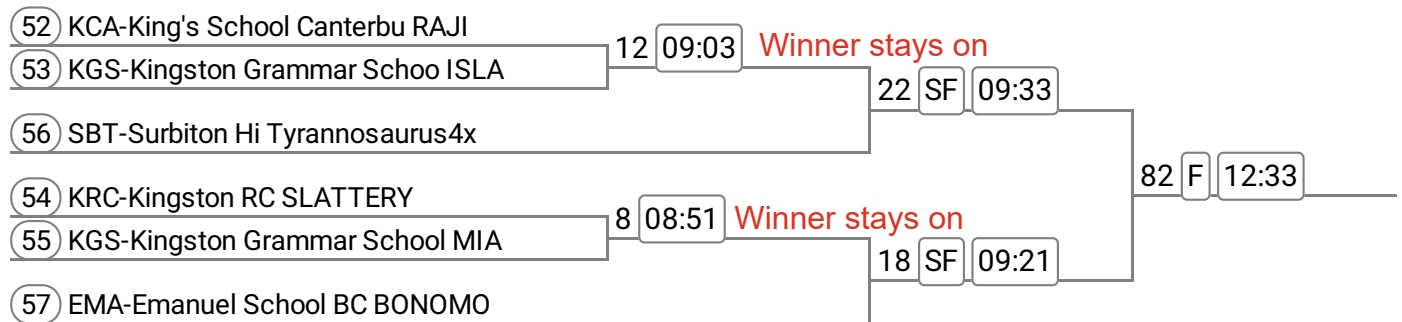 52 KCA-King's School Canterbu RAJI
12 09:03 Winner stays on
53 KGS-Kingston Grammar Schoo ISLA
22 SF 09:33
56 SBT-Surbiton Hi Tyrannosaurus4x
82 F 12:33
54 KRC-Kingston RC SLATTERY
8 08:51 Winner stays on
55 KGS-Kingston Grammar School MIA
18 SF 09:21
57 EMA-Emanuel School BC BONOMO